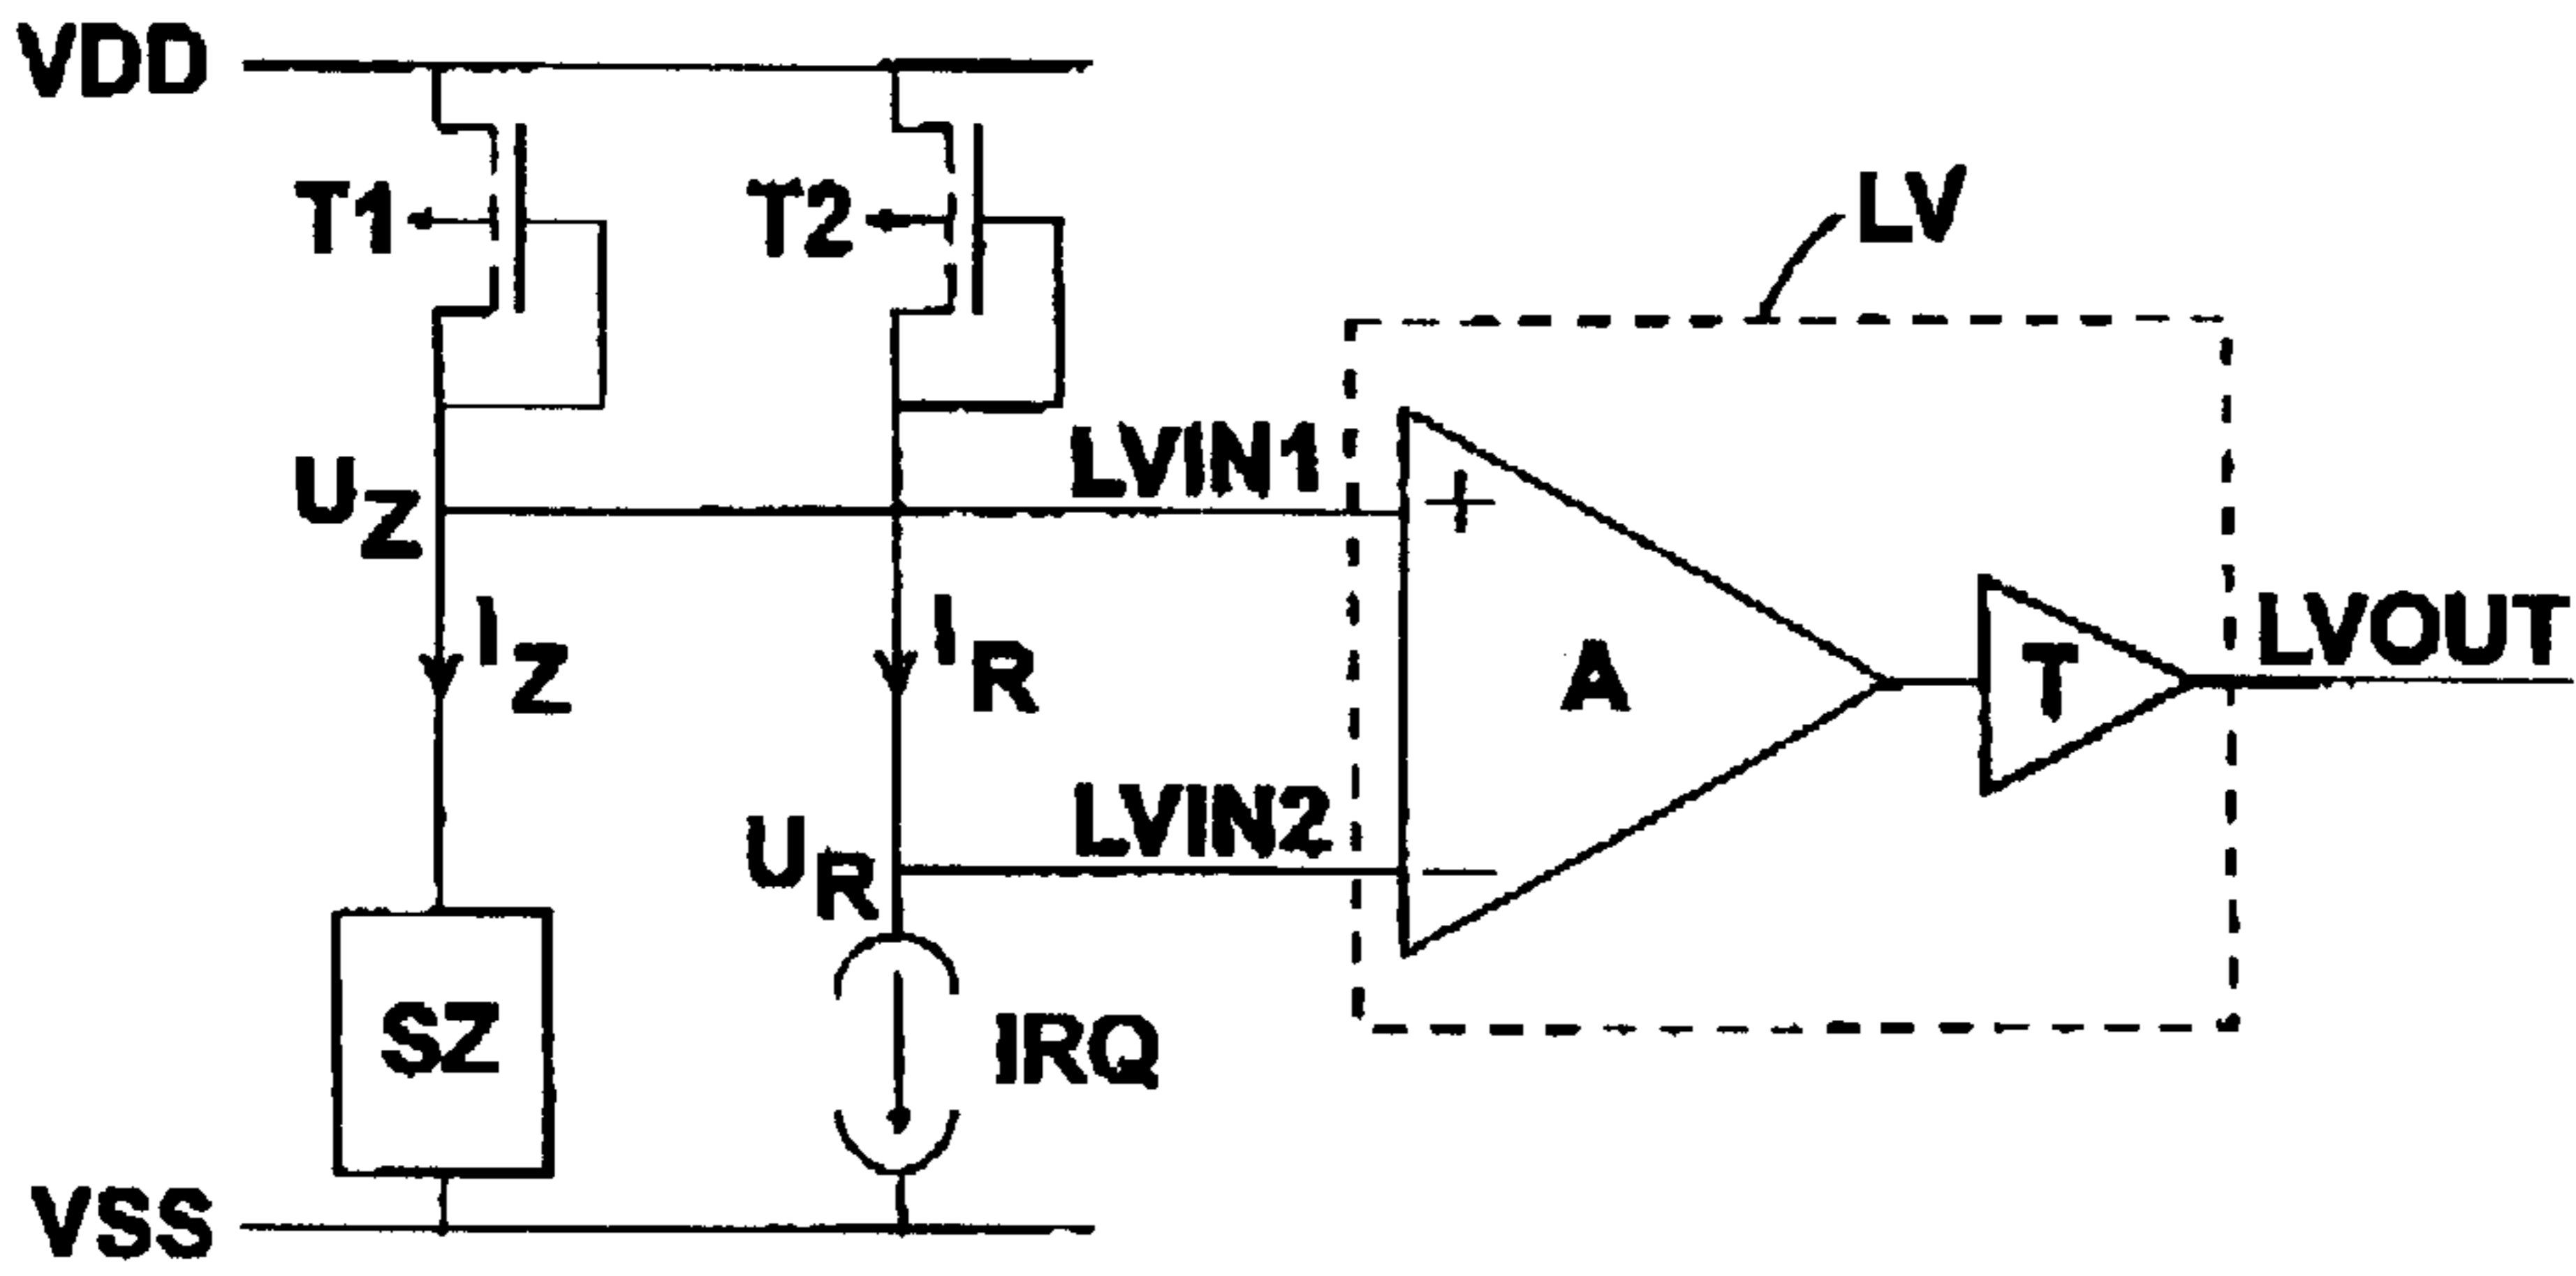 VDD
T1
T2
LV
LVIN1
+
UZ
IZ
IR
A
T
LVOUT
LVIN2
−
UR
SZ
IRQ
VSS